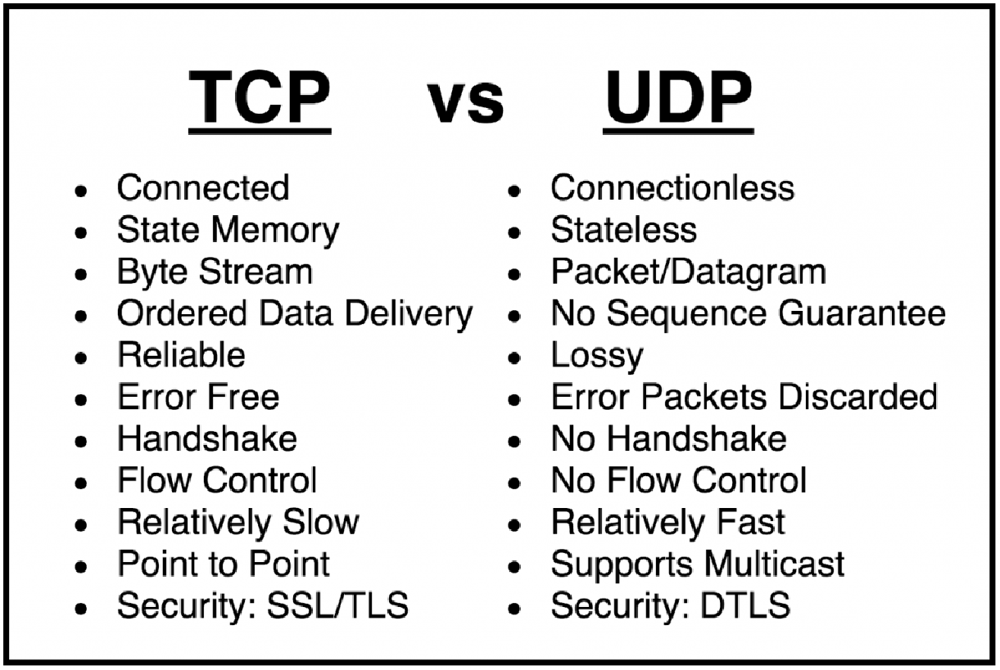 TCP vs UDP
• Connected
• State Memory
• Byte Stream
• Ordered Data Delivery
• Reliable
• Error Free
• Handshake
• Flow Control
• Relatively Slow
• Point to Point
• Security: SSL/TLS
• Connectionless
• Stateless
• Packet/Datagram
• No Sequence Guarantee
• Lossy
• Error Packets Discarded
• No Handshake
• No Flow Control
• Relatively Fast
• Supports Multicast
• Security: DTLS